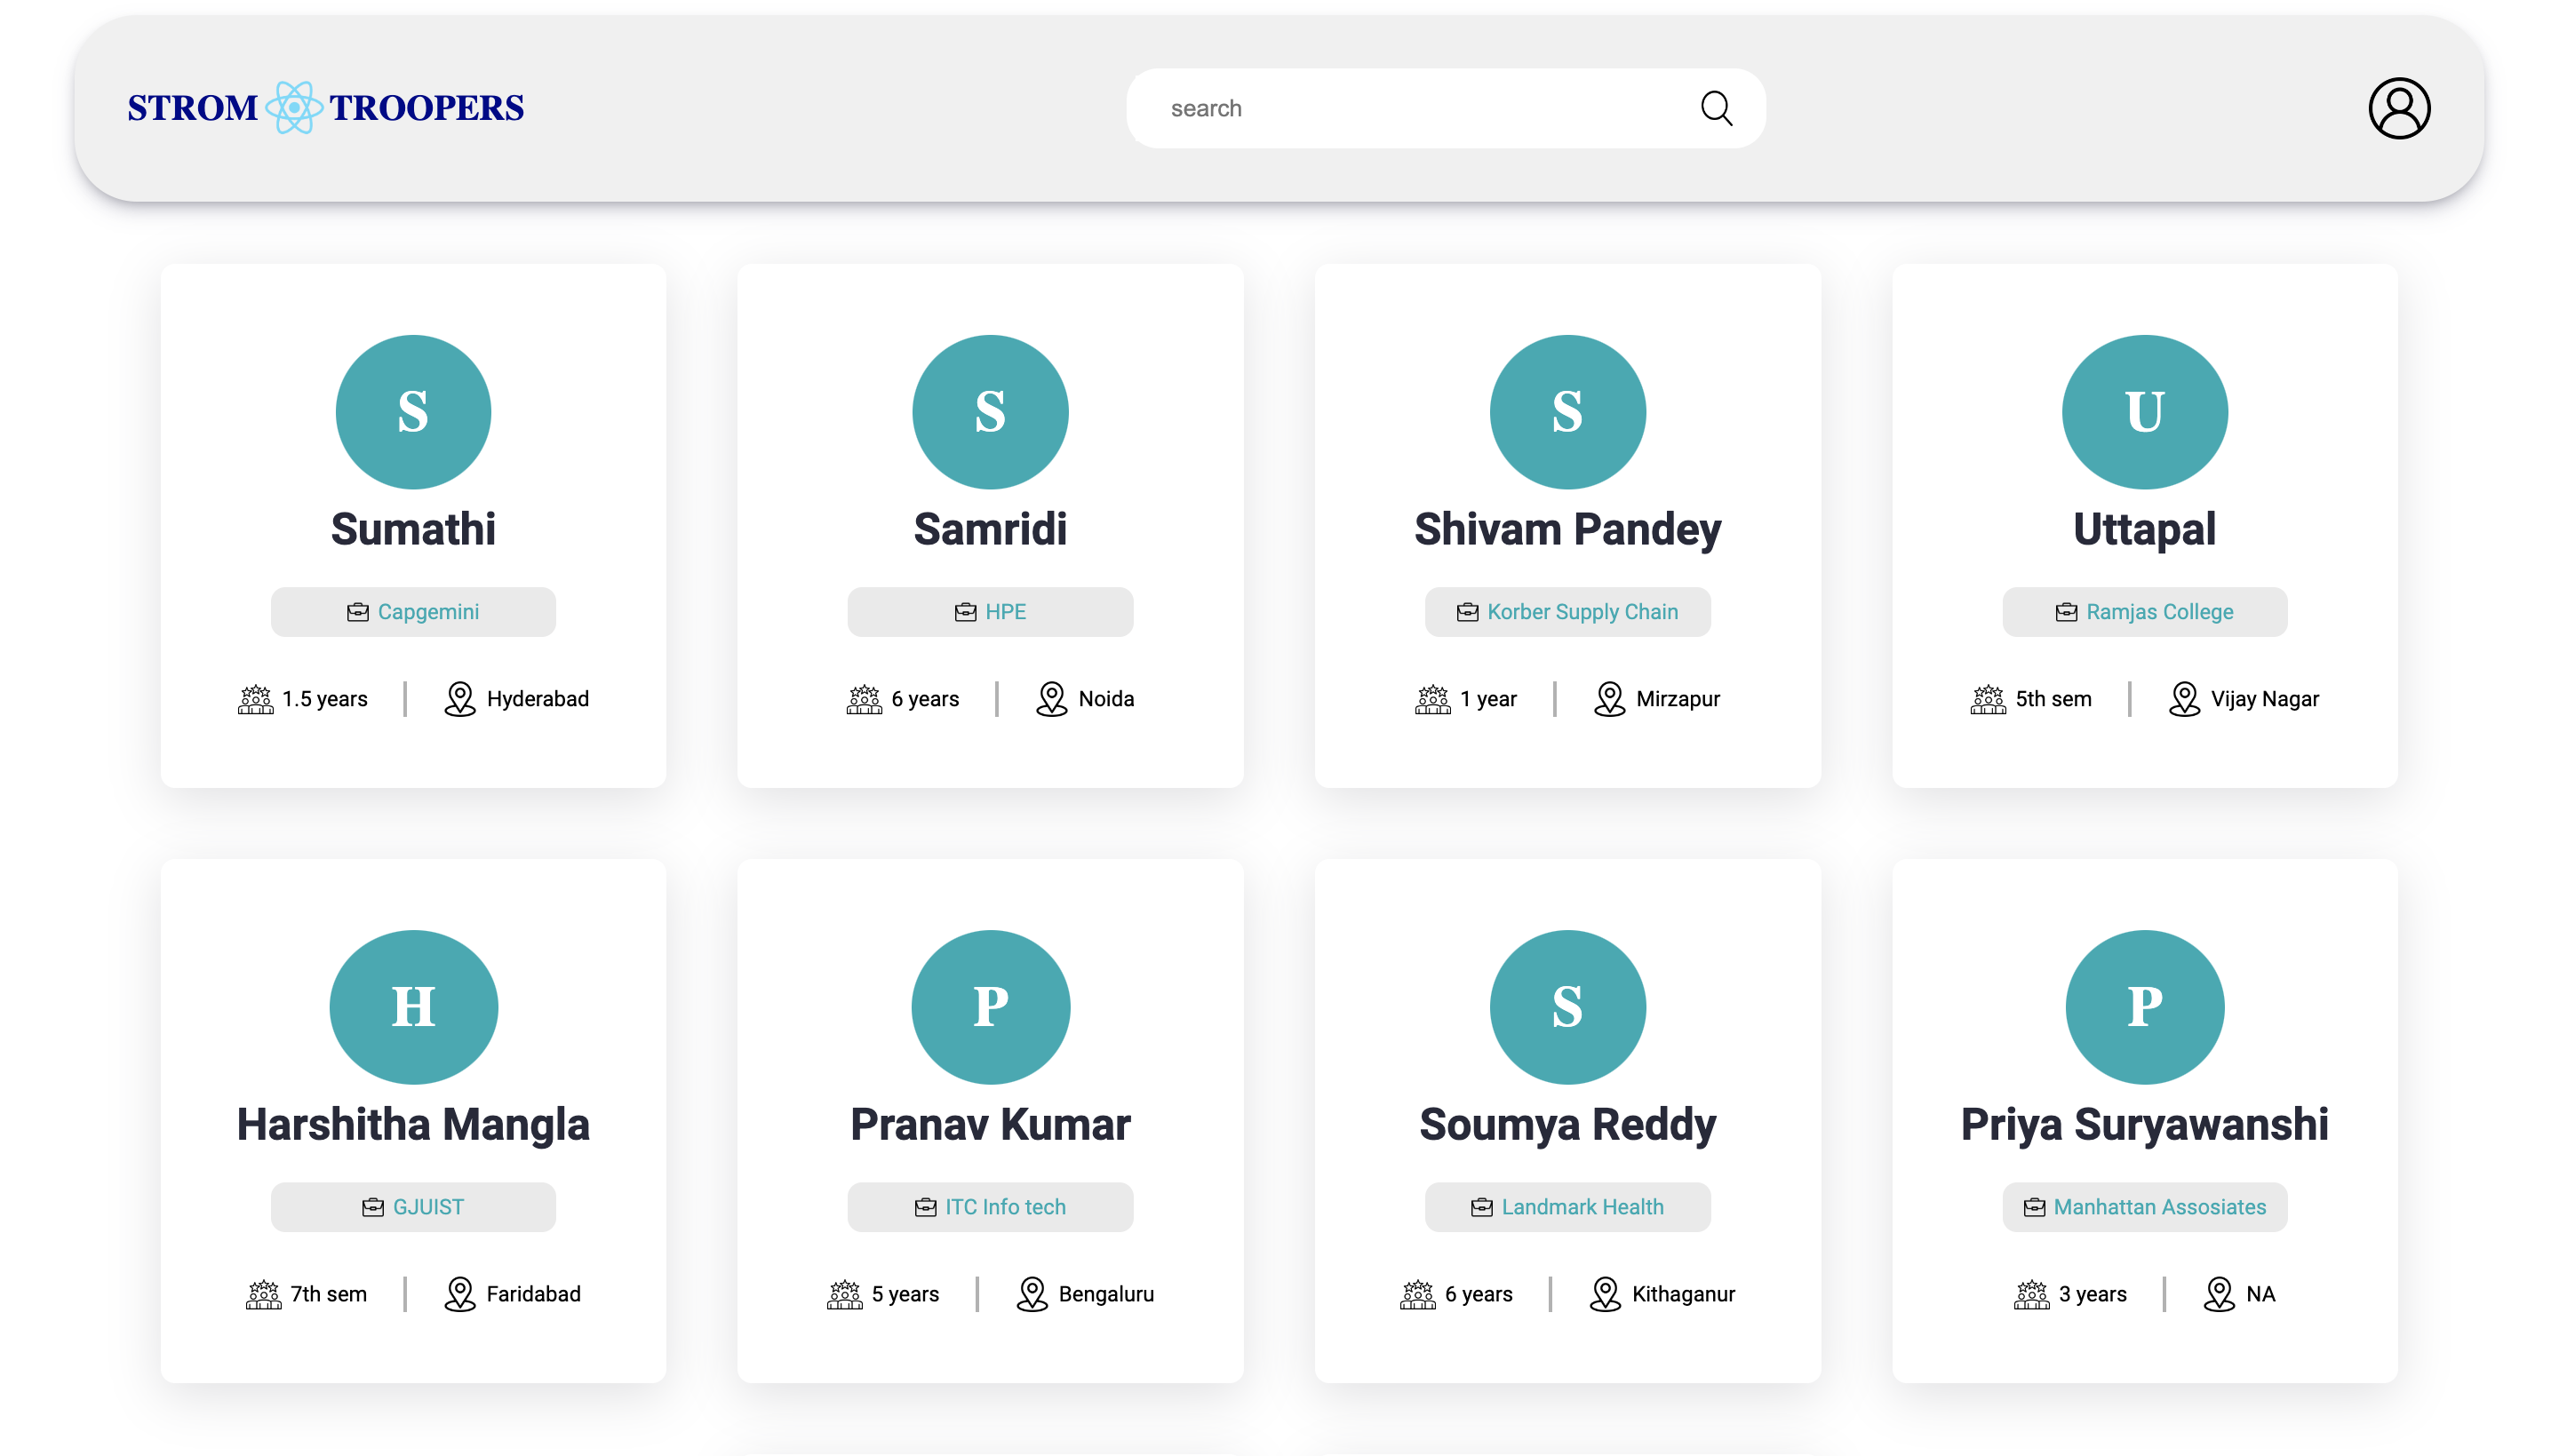 STROM TROOPERS
search
S
S
S
U
Sumathi
Samridi
Shivam Pandey
Uttapal
Capgemini
HPE
Korber Supply Chain
Ramjas College
1.5 years
Hyderabad
6 years
Noida
1 year
Mirzapur
5th sem
Vijay Nagar
H
P
S
P
Harshitha Mangla
Pranav Kumar
Soumya Reddy
Priya Suryawanshi
GJUIST
ITC Info tech
Landmark Health
Manhattan Assosiates
7th sem
Faridabad
5 years
Bengaluru
6 years
Kithaganur
3 years
NA